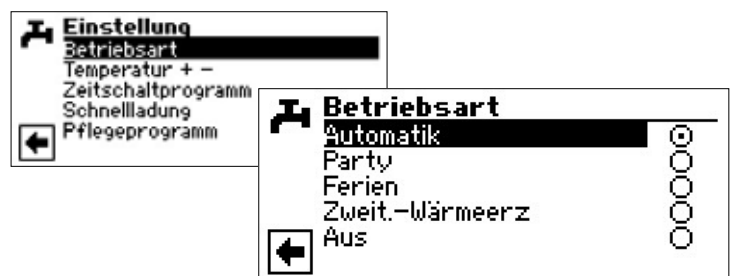 Einstellung
Betriebsart
Temperatur + -
Zeitschaltprogramm
Schnellladung
Pflegeprogramm
Betriebsart
Automatik
Party
Ferien
Zweit.-Wärmeerz
Aus